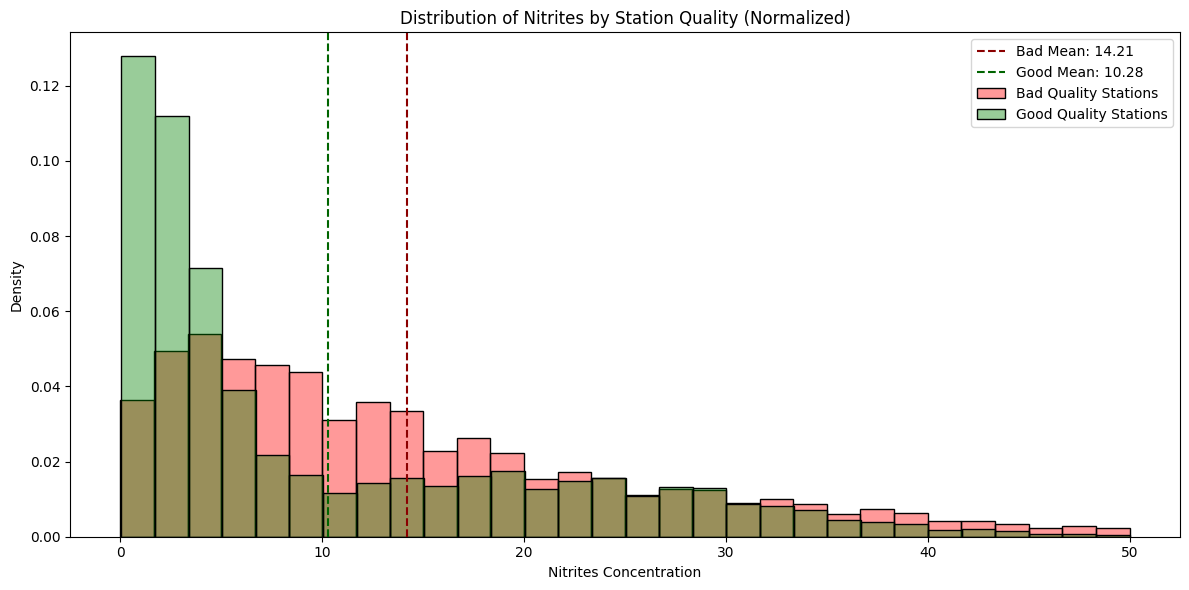 Distribution of Nitrites by Station Quality (Normalized)
Bad Mean: 14.21
Good Mean: 10.28
Bad Quality Stations
Good Quality Stations
Density
0.12
0.10
0.08
0.06
0.04
0.02
0.00
0 10 20 30 40 50
Nitrites Concentration